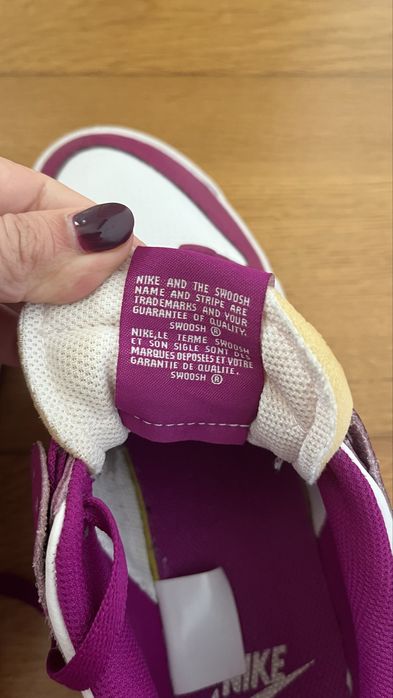 NIKE AND THE SWOOSH
NAME AND STRIPE ARE
TRADEMARKS AND YOUR
GUARANTEE OF QUALITY.
SWOOSH ®
NIKE,LE TERME SWOOSH
ET SON SIGLE SONT DES
MARQUES DEPOSÉES ET VOTRE
GARANTIE DE QUALITE.
SWOOSH ®
NIKE